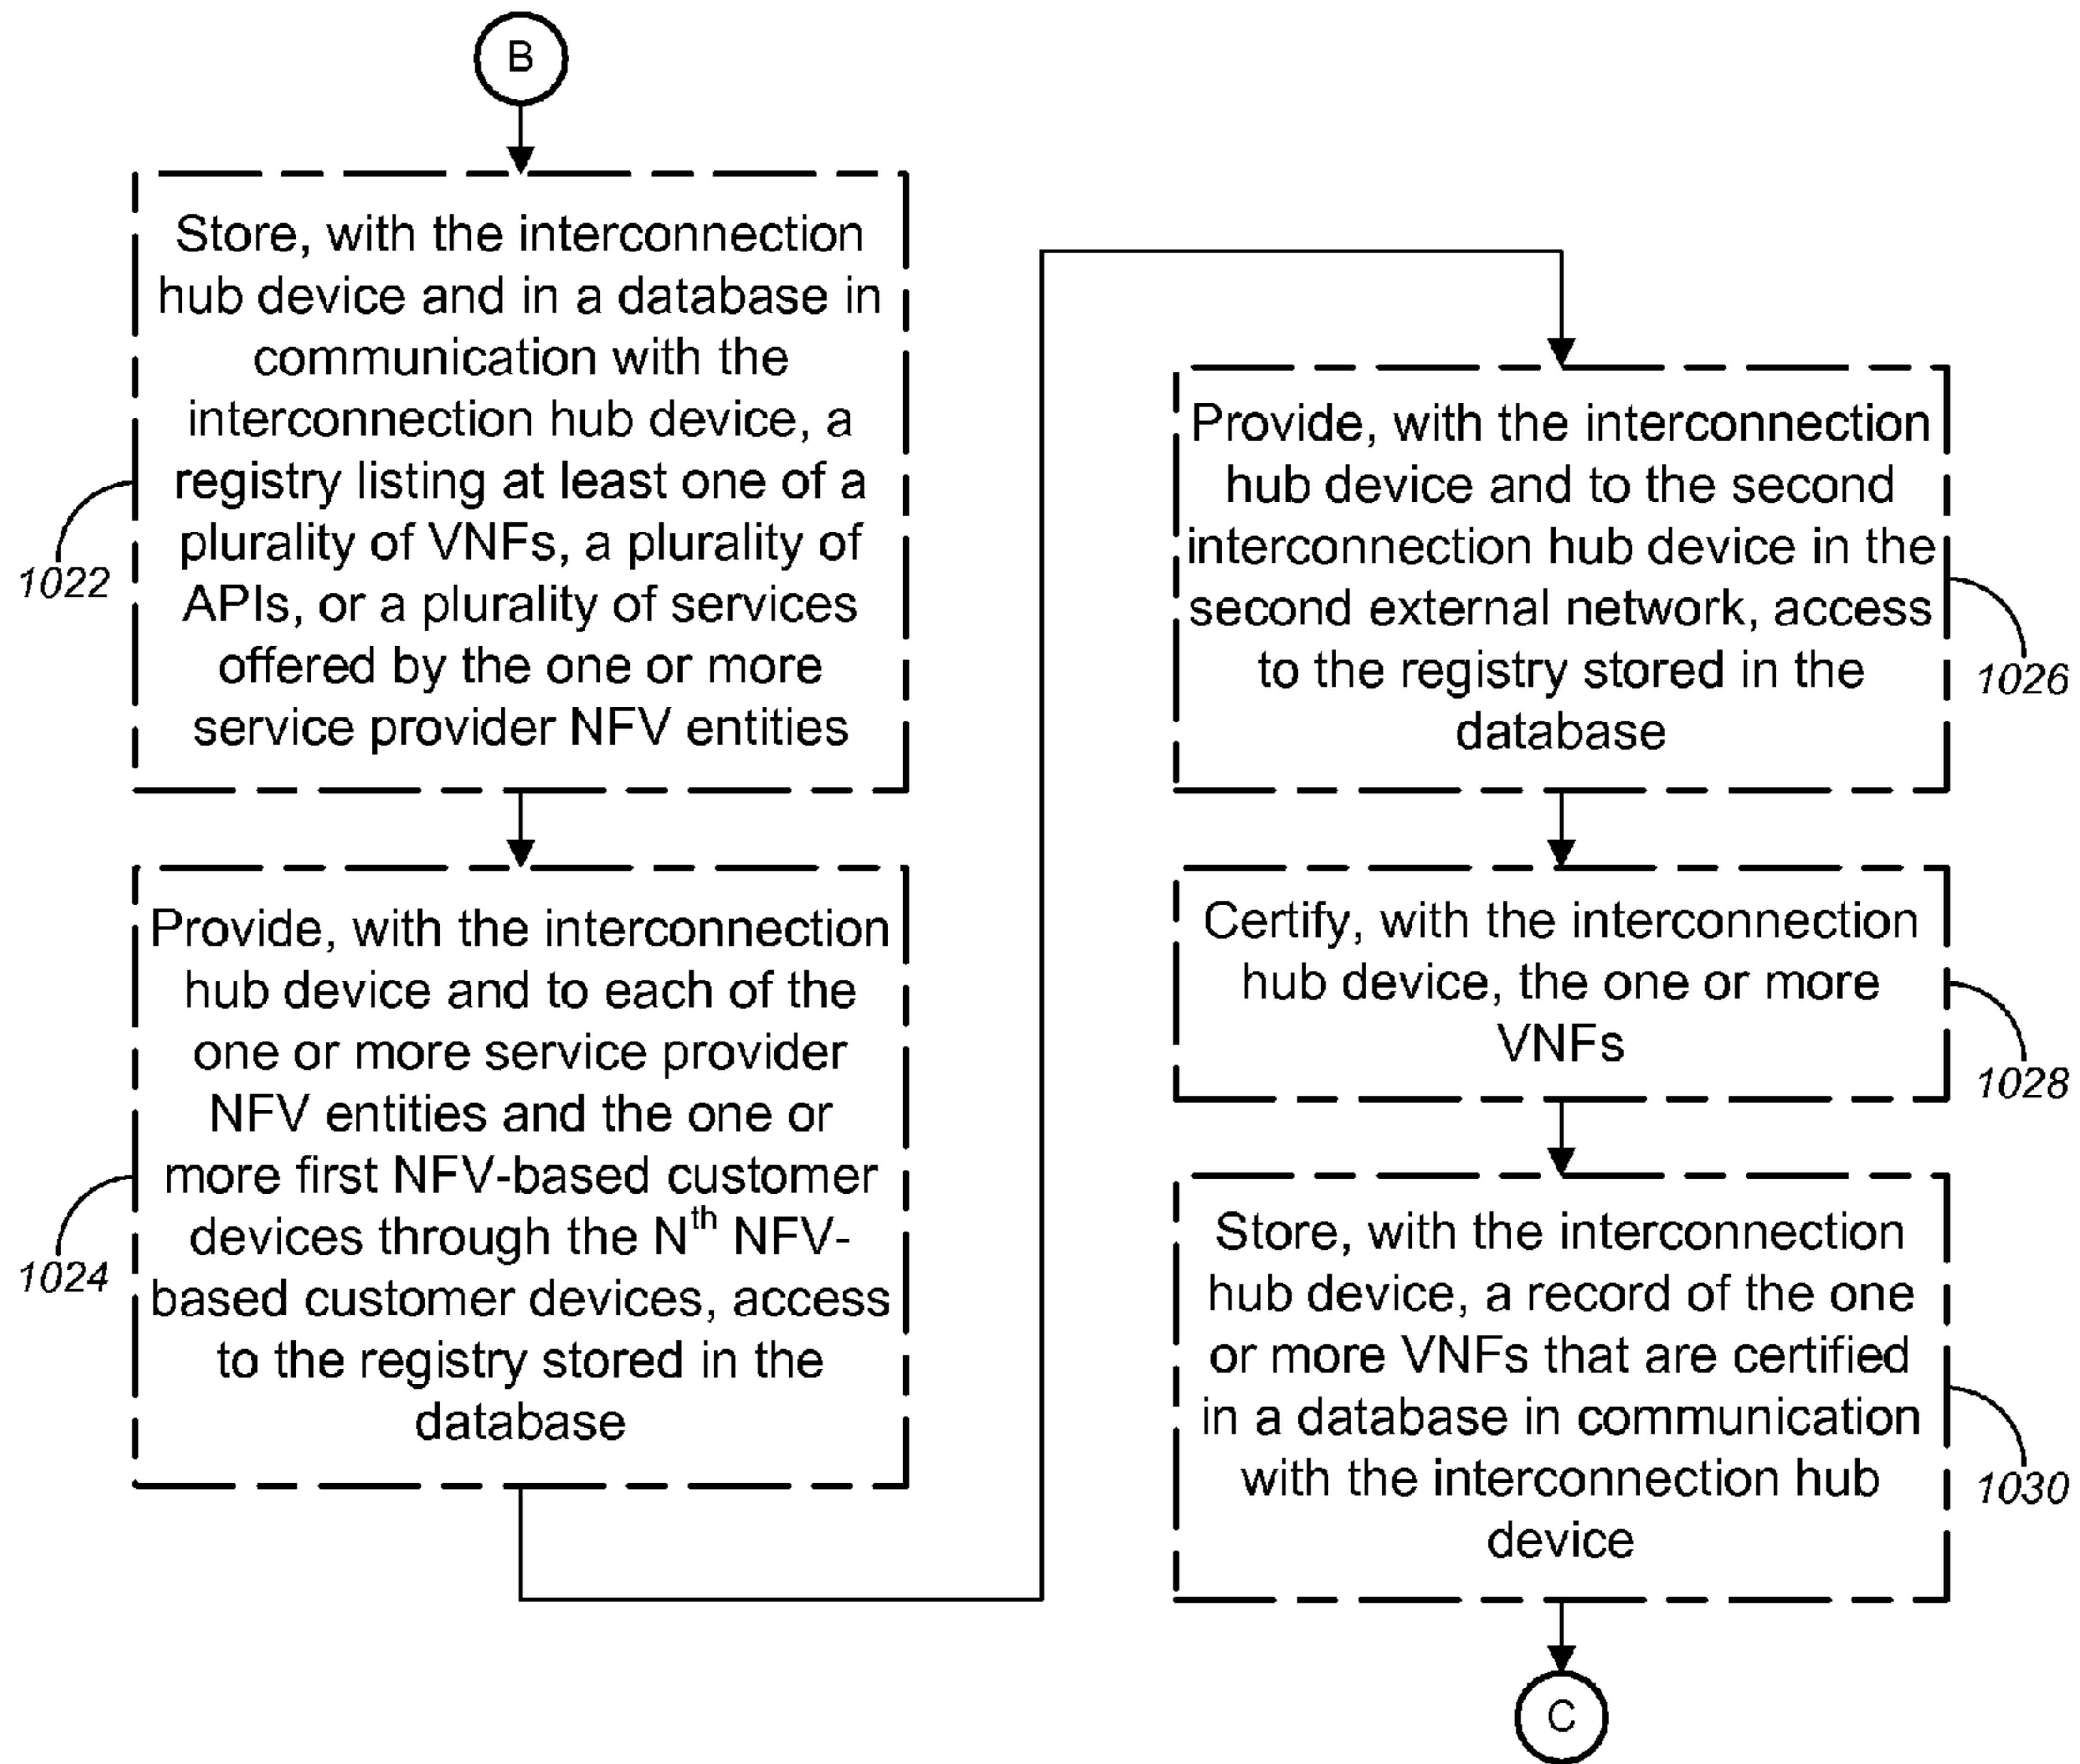 B
Store, with the interconnection
hub device and in a database in
communication with the
interconnection hub device, a
registry listing at least one of a
plurality of VNFs, a plurality of
APIs, or a plurality of services
offered by the one or more
service provider NFV entities
1022
Provide, with the interconnection
hub device and to each of the
one or more service provider
NFV entities and the one or
more first NFV-based customer
devices through the Nth NFV-
based customer devices, access
to the registry stored in the
database
1024
Provide, with the interconnection
hub device and to the second
interconnection hub device in the
second external network, access
to the registry stored in the
database
1026
Certify, with the interconnection
hub device, the one or more
VNFs
1028
Store, with the interconnection
hub device, a record of the one
or more VNFs that are certified
in a database in communication
with the interconnection hub
device
1030
C